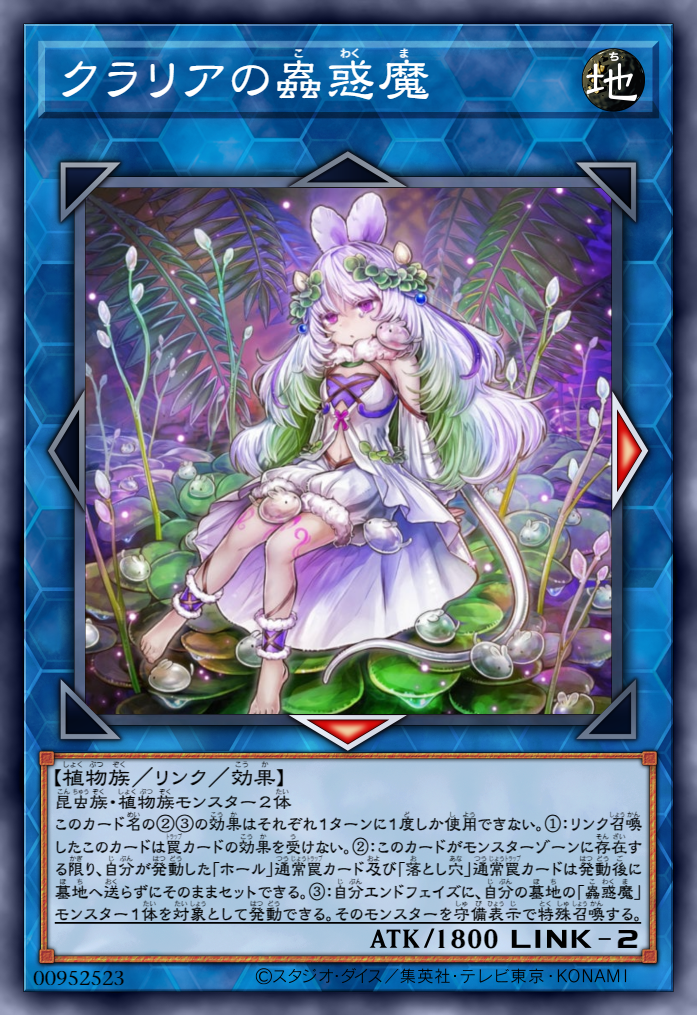 クラリアの蟲惑魔
地
【植物族／リンク／効果】
昆虫族・植物族モンスター２体
このカード名の②③の効果はそれぞれ１ターンに１度しか使用できない。①：リンク召喚
したこのカードは罠カードの効果を受けない。②：このカードがモンスターゾーンに存在す
る限り、自分が発動した「ホール」通常罠カード及び「落とし穴」通常罠カードは発動後に
墓地へ送らずにそのままセットできる。③：自分エンドフェイズに、自分の墓地の「蟲惑魔」
モンスター１体を対象として発動できる。そのモンスターを守備表示で特殊召喚する。
ATK/1800 LINK-2
00952523 ©スタジオ・ダイス／集英社・テレビ東京・KONAMI